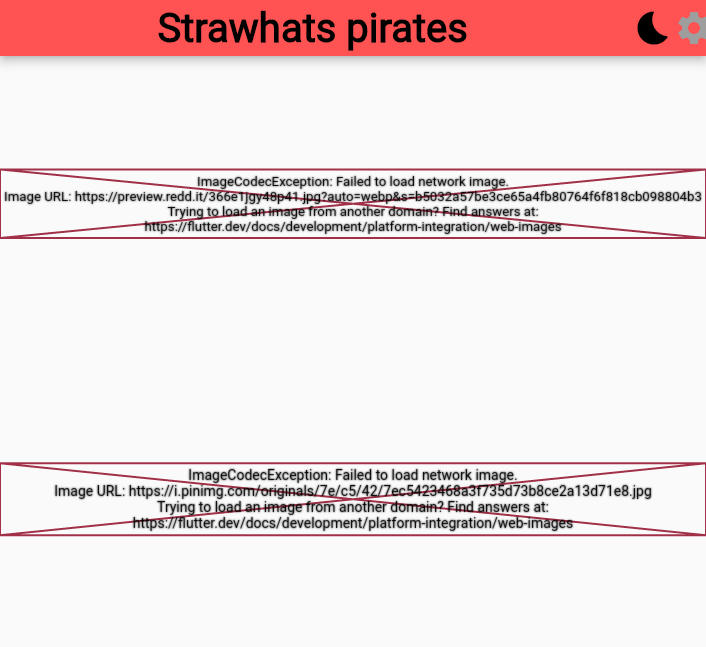 Strawhats pirates
ImageCodecException: Failed to load network image.
Image URL: https://preview.redd.it/366e1jgy48p41.jpg?auto=webp&s=b5032a57be3ce65a4fb80764f6f818cb098804b3
Trying to load an image from another domain? Find answers at:
https://flutter.dev/docs/development/platform-integration/web-images
ImageCodecException: Failed to load network image.
Image URL: https://i.pinimg.com/originals/7e/c5/42/7ec5423468a3f735d73b8ce2a13d71e8.jpg
Trying to load an image from another domain? Find answers at:
https://flutter.dev/docs/development/platform-integration/web-images